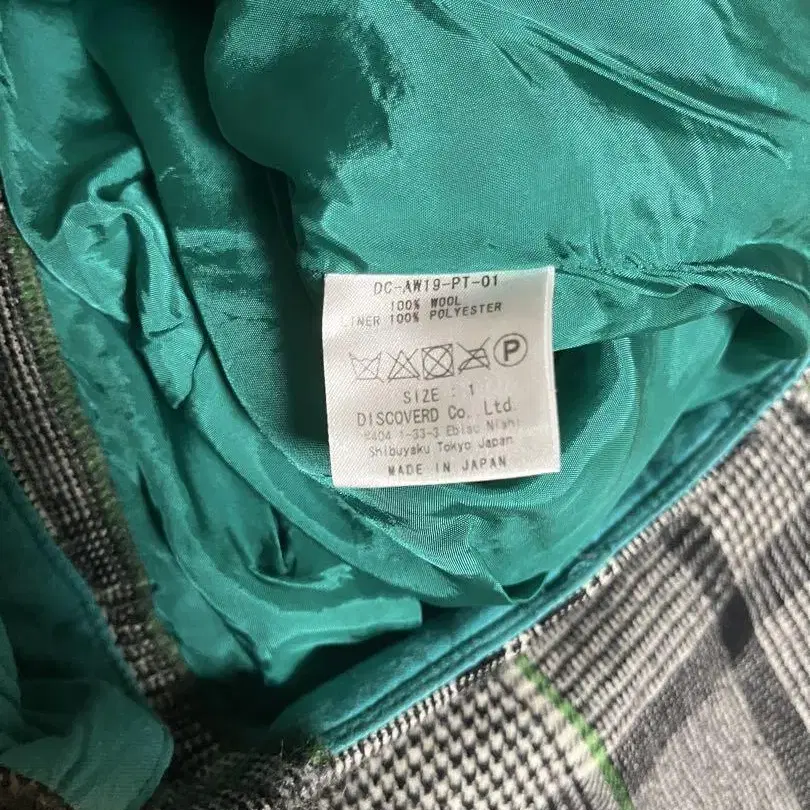 DC-AW19-PT-01
100% WOOL
LINER 100% POLYESTER
P
SIZE : 1
DISCOVERD Co., Ltd.
#404 1-33-3 Ebisu Nishi
Shibuyaku Tokyo Japan
MADE IN JAPAN